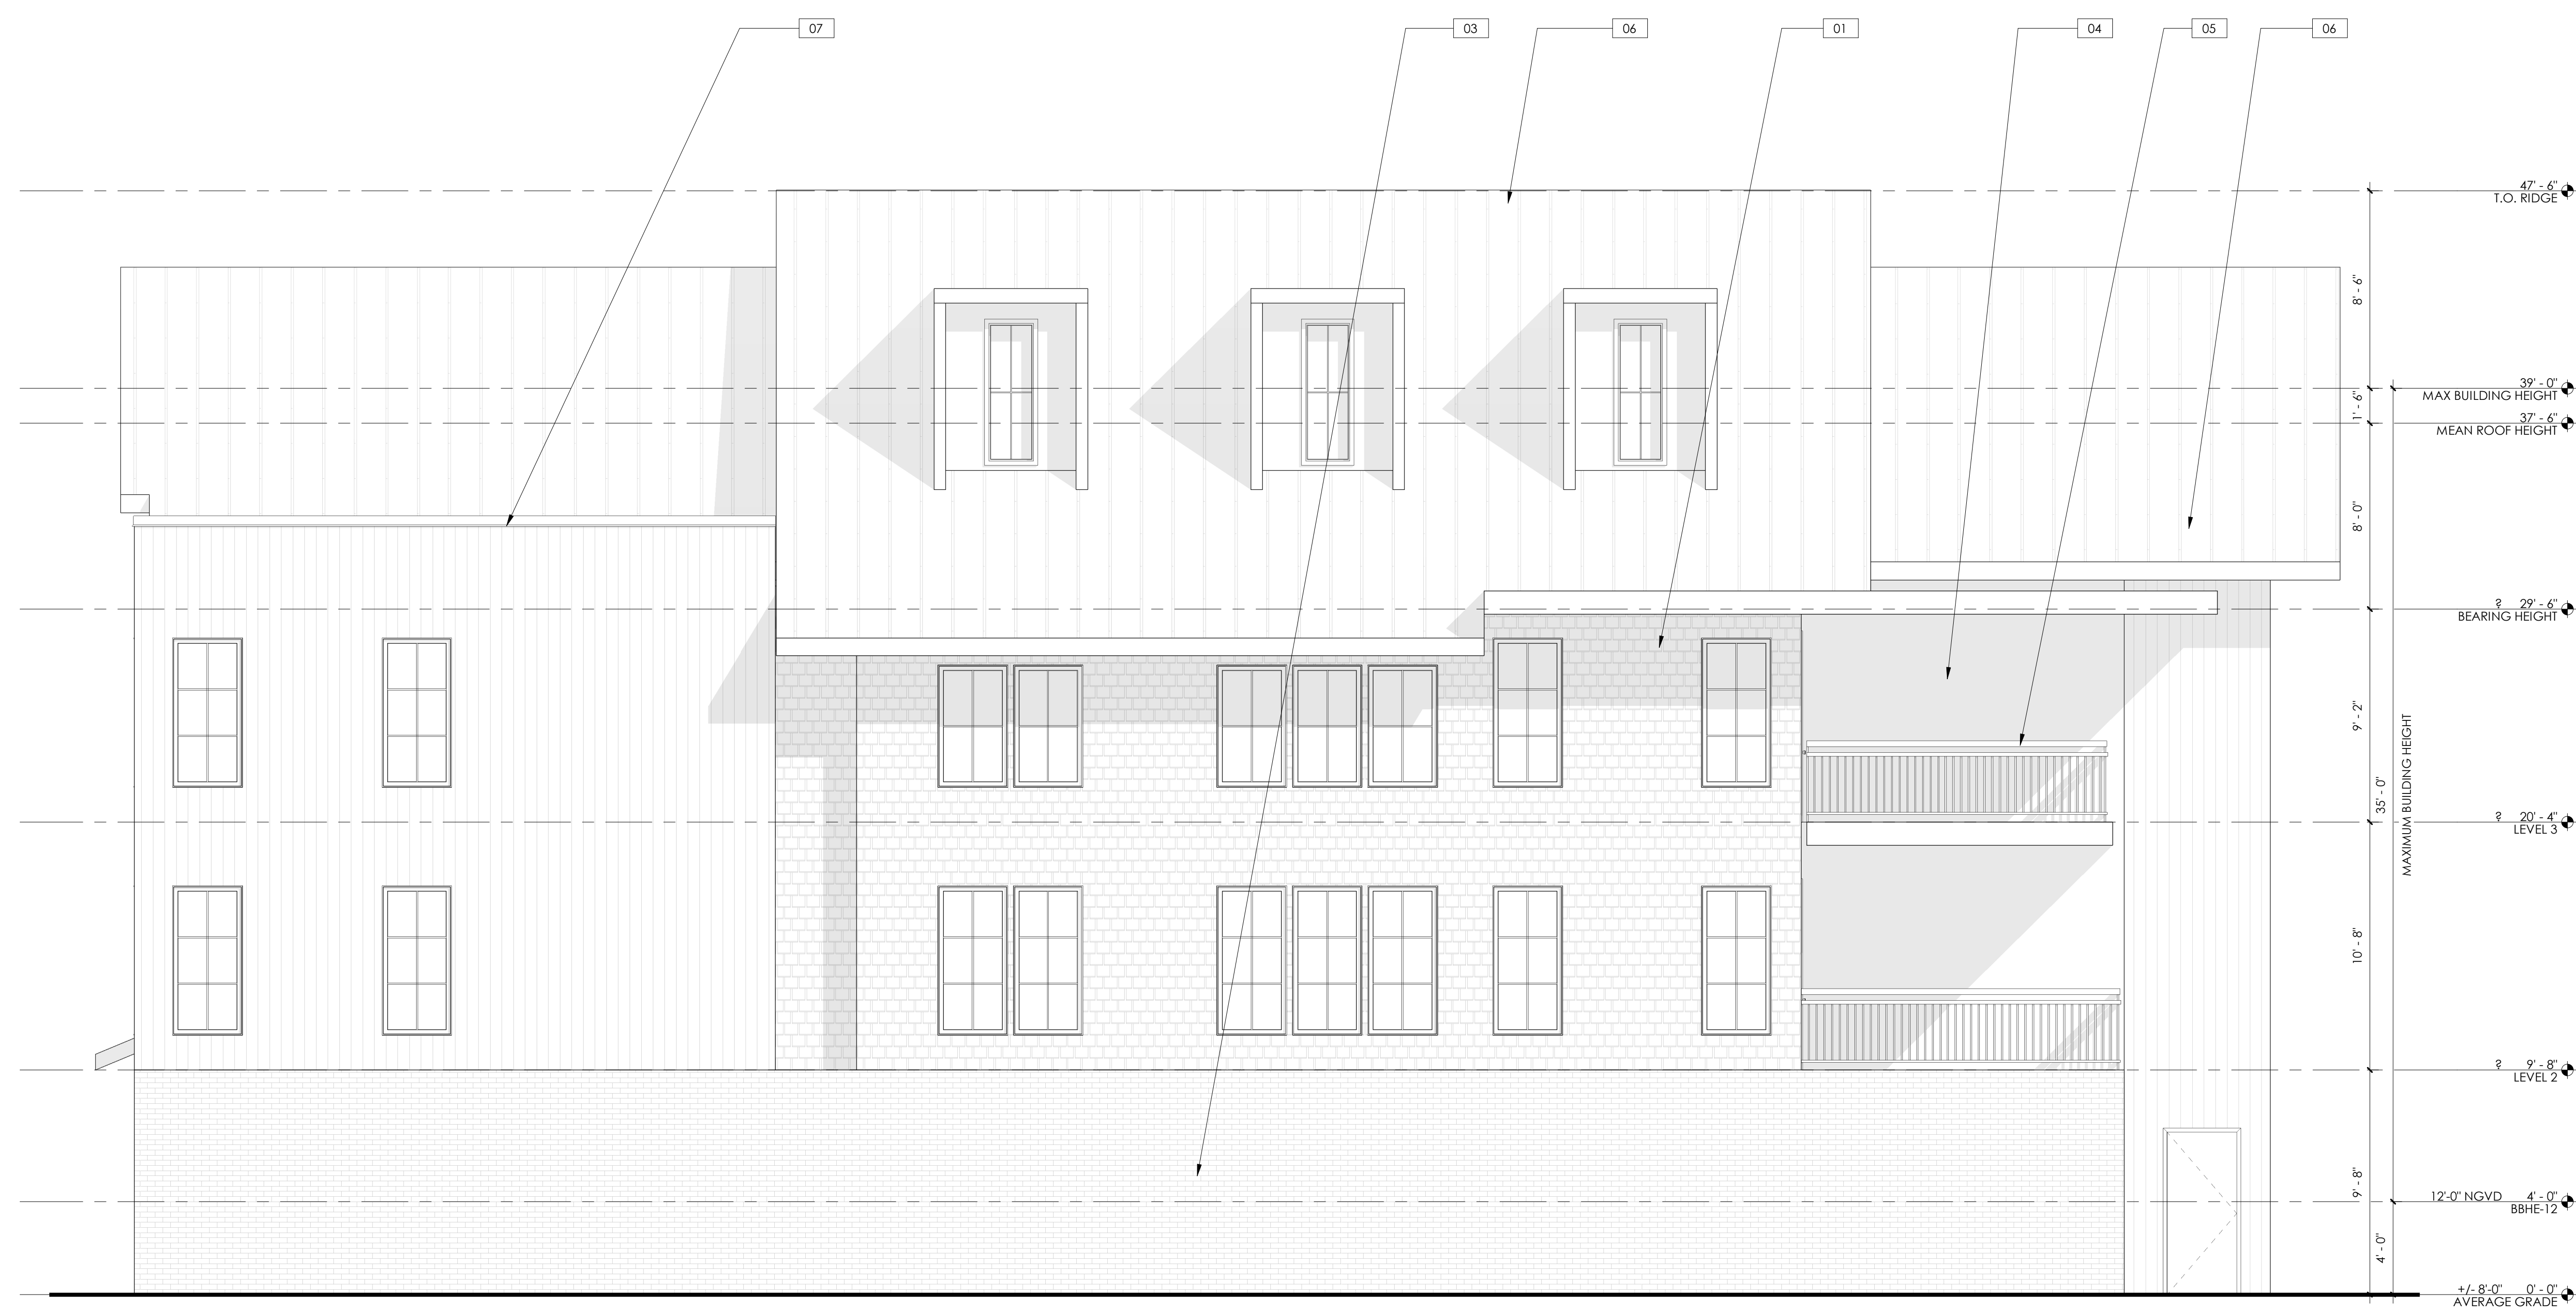 07
03
06
01
04
05
06
47' - 6"
T.O. RIDGE
8' - 6"
39' - 0"
MAX BUILDING HEIGHT
1' - 6"
37' - 6"
MEAN ROOF HEIGHT
8' - 0"
? 29' - 6"
BEARING HEIGHT
9' - 2"
MAXIMUM BUILDING HEIGHT
35' - 0"
? 20' - 4"
LEVEL 3
10' - 8"
? 9' - 8"
LEVEL 2
9' - 8"
12'-0" NGVD 4' - 0"
BBHE-12
4' - 0"
+/- 8'-0" 0' - 0"
AVERAGE GRADE